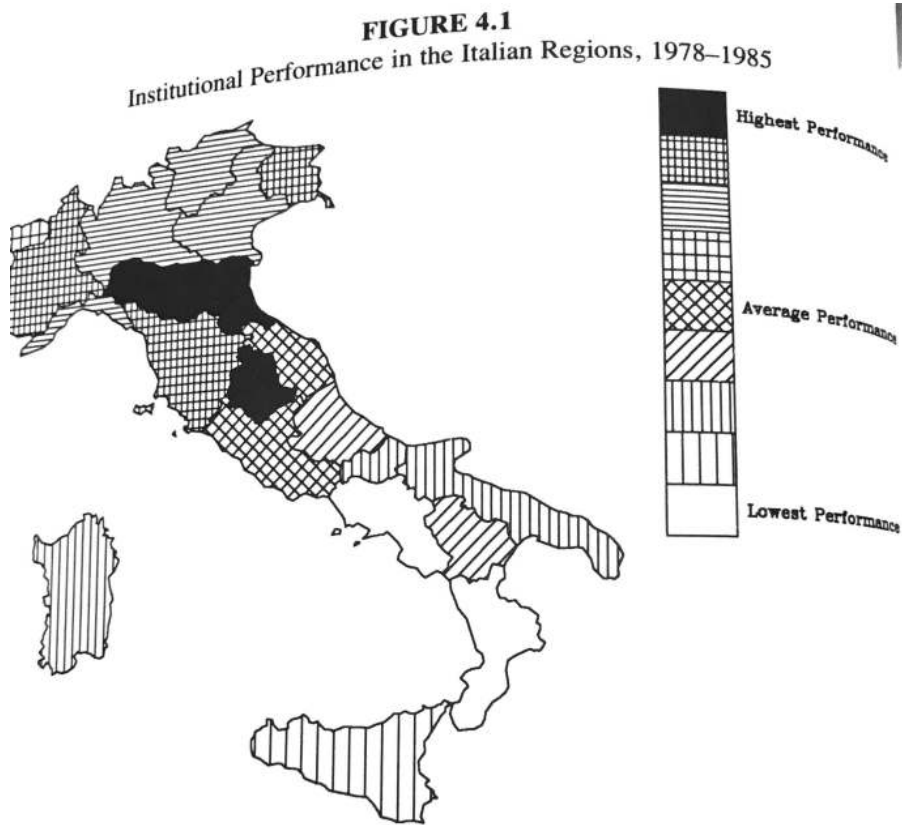 FIGURE 4.1
Institutional Performance in the Italian Regions, 1978–1985
Highest Performance
Average Performance
Lowest Performance